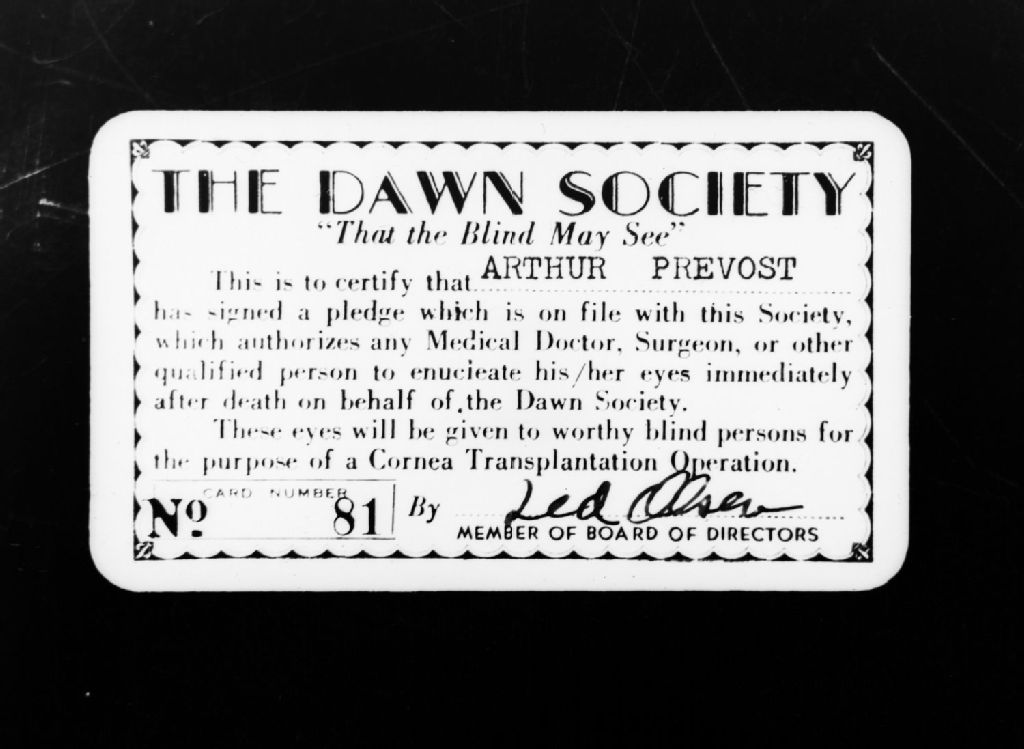 THE DAWN SOCIETY
"That the Blind May See"
This is to certify that ARTHUR PREVOST
has signed a pledge which is on file with this Society,
which authorizes any Medical Doctor, Surgeon, or other
qualified person to enucieate his/her eyes immediately
after death on behalf of the Dawn Society.
These eyes will be given to worthy blind persons for
the purpose of a Cornea Transplantation Operation.
CARD NUMBER
Nº 81 By Ted Olsen
MEMBER OF BOARD OF DIRECTORS